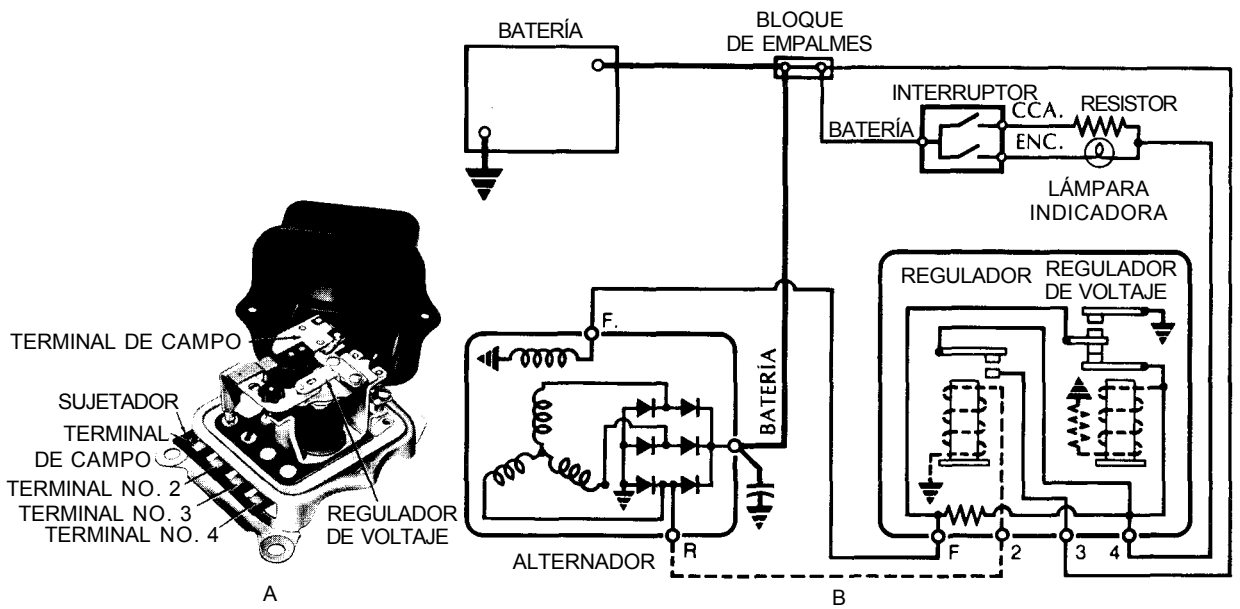 BATERÍA
BLOQUE
DE EMPALMES
INTERRUPTOR
CCA.
RESISTOR
BATERÍA
ENC.
LÁMPARA
INDICADORA
REGULADOR
REGULADOR
DE VOLTAJE
F.
BATERÍA
TERMINAL DE CAMPO
SUJETADOR
TERMINAL
DE CAMPO
TERMINAL NO. 2
TERMINAL NO. 3
TERMINAL NO. 4
REGULADOR
DE VOLTAJE
ALTERNADOR
R
F
2
3
4
A
B